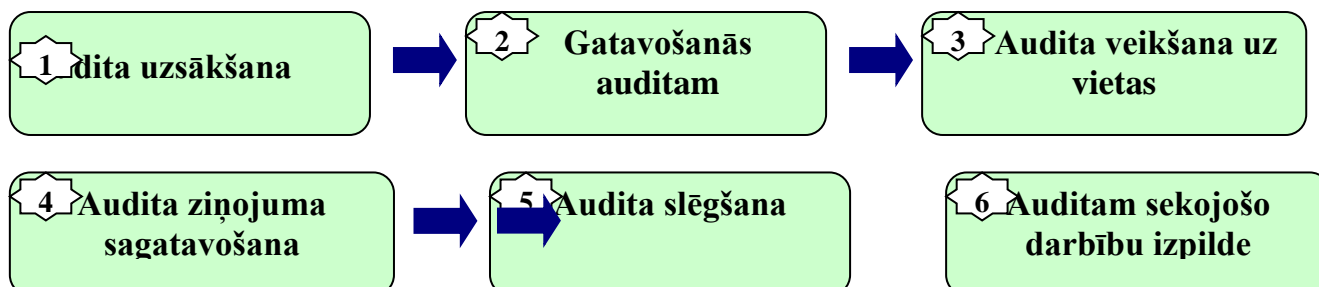 1 dita uzsākšana
2 Gatavošanās
auditam
3 Audita veikšana uz
vietas
4 Audita ziņojuma
sagatavošana
5 Audita slēgšana
6 Auditam sekojošo
darbību izpilde